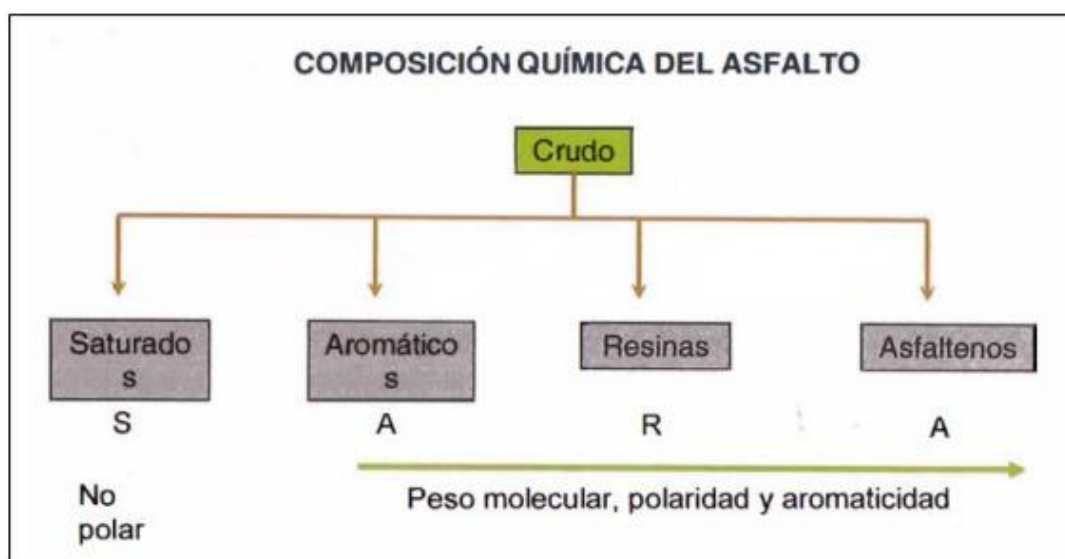 COMPOSICIÓN QUÍMICA DEL ASFALTO
Crudo
Saturado
s
Aromático
s
Resinas
Asfaltenos
S
A
R
A
No
polar
Peso molecular, polaridad y aromaticidad